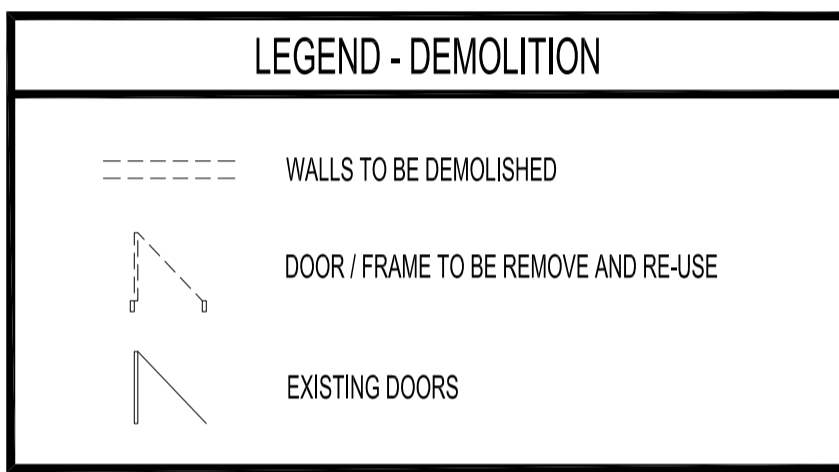 LEGEND - DEMOLITION
WALLS TO BE DEMOLISHED
DOOR / FRAME TO BE REMOVE AND RE-USE
EXISTING DOORS